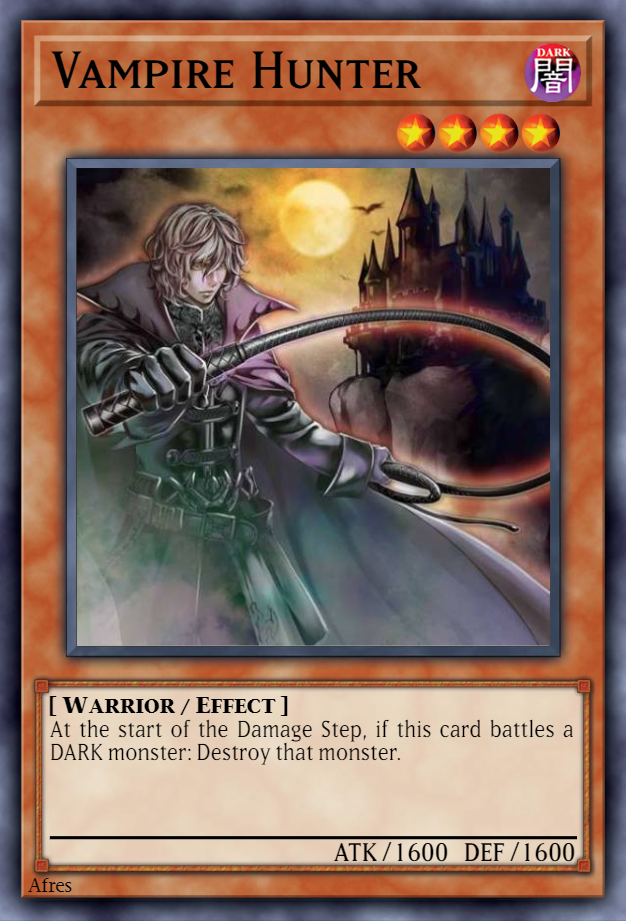 Vampire Hunter
DARK
闇
[ Warrior / Effect ]
At the start of the Damage Step, if this card battles a
DARK monster: Destroy that monster.
ATK / 1600 DEF / 1600
Afres